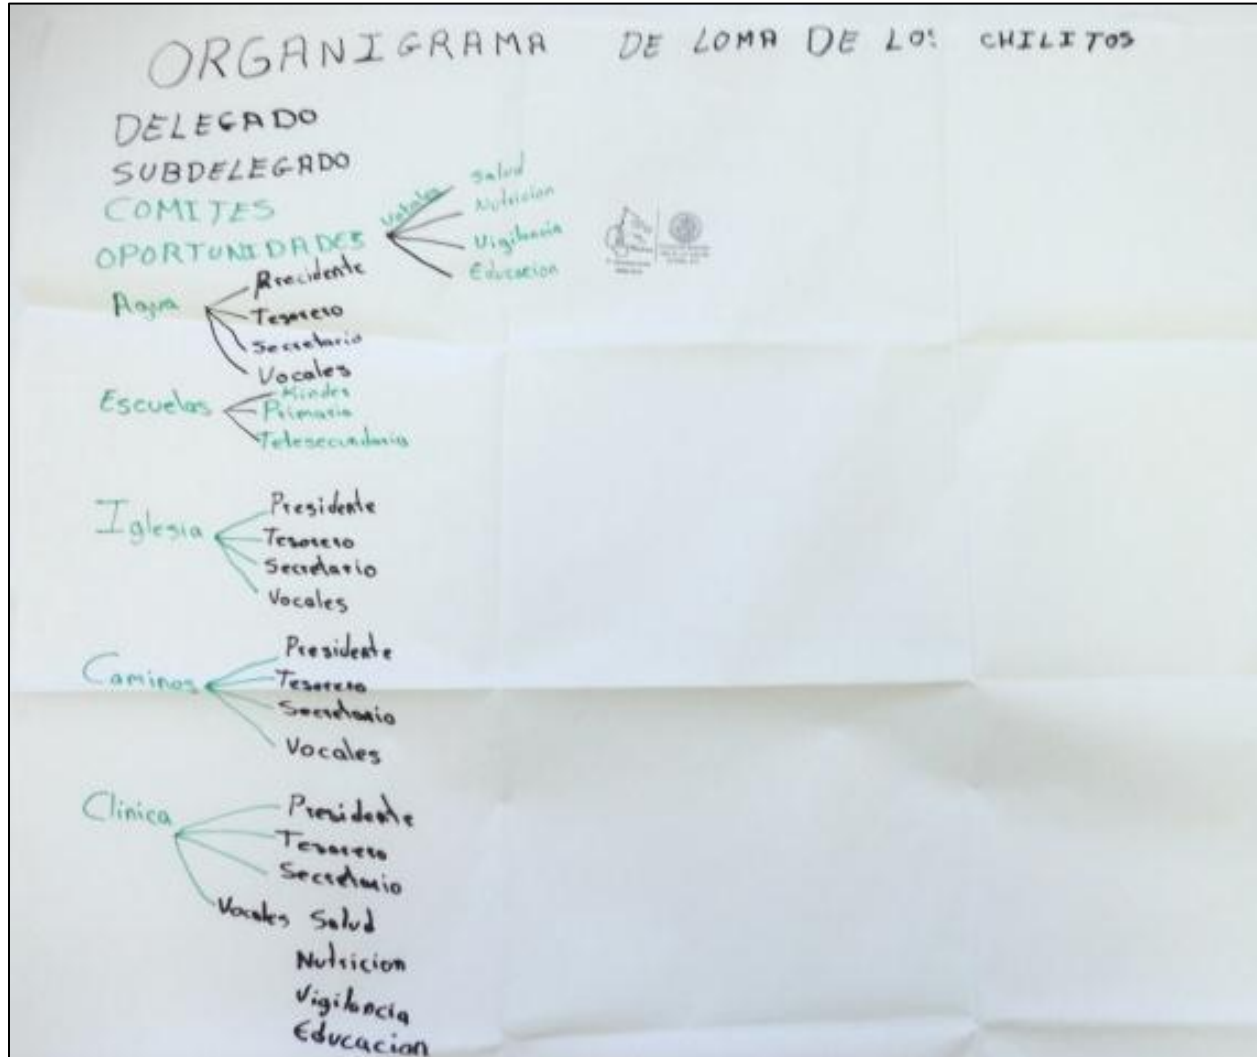 ORGANIGRAMA DE LOMA DE LOS CHILITOS
DELEGADO
SUBDELEGADO
COMITES
OPORTUNIDADES
Vocales
Salud
Nutricion
Vigilancia
Educacion
Agua
Precidente
Tesorero
Secretario
Vocales
Escuelas
Kinder
Primaria
Telesecundaria
Iglesia
Presidente
Tesorero
Secretario
Vocales
Caminos
Presidente
Tesorero
Secretario
Vocales
Clinica
Presidente
Tesorero
Secretario
Vocales Salud
Nutricion
Vigilancia
Educacion